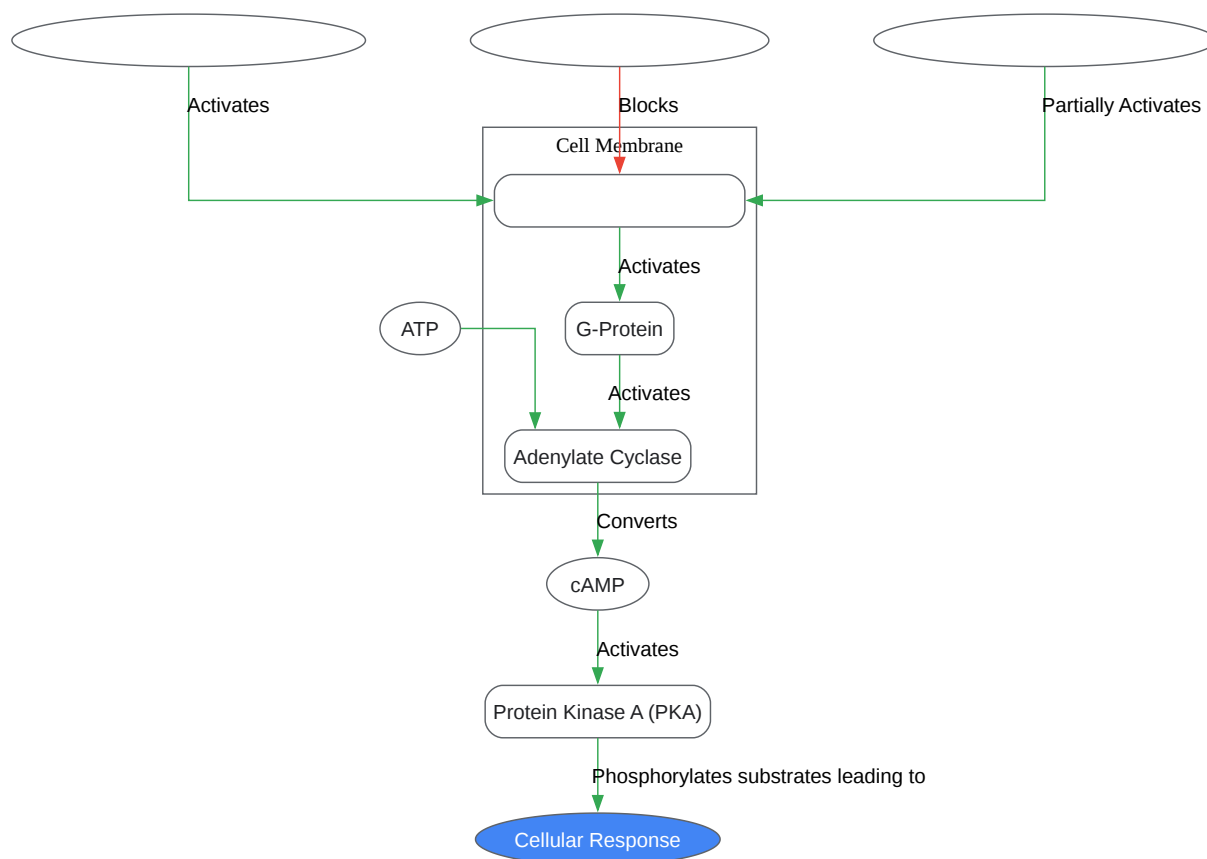 Activates
Blocks
Partially Activates
Cell Membrane
Activates
ATP
G-Protein
Activates
Adenylate Cyclase
Converts
cAMP
Activates
Protein Kinase A (PKA)
Phosphorylates substrates leading to
Cellular Response